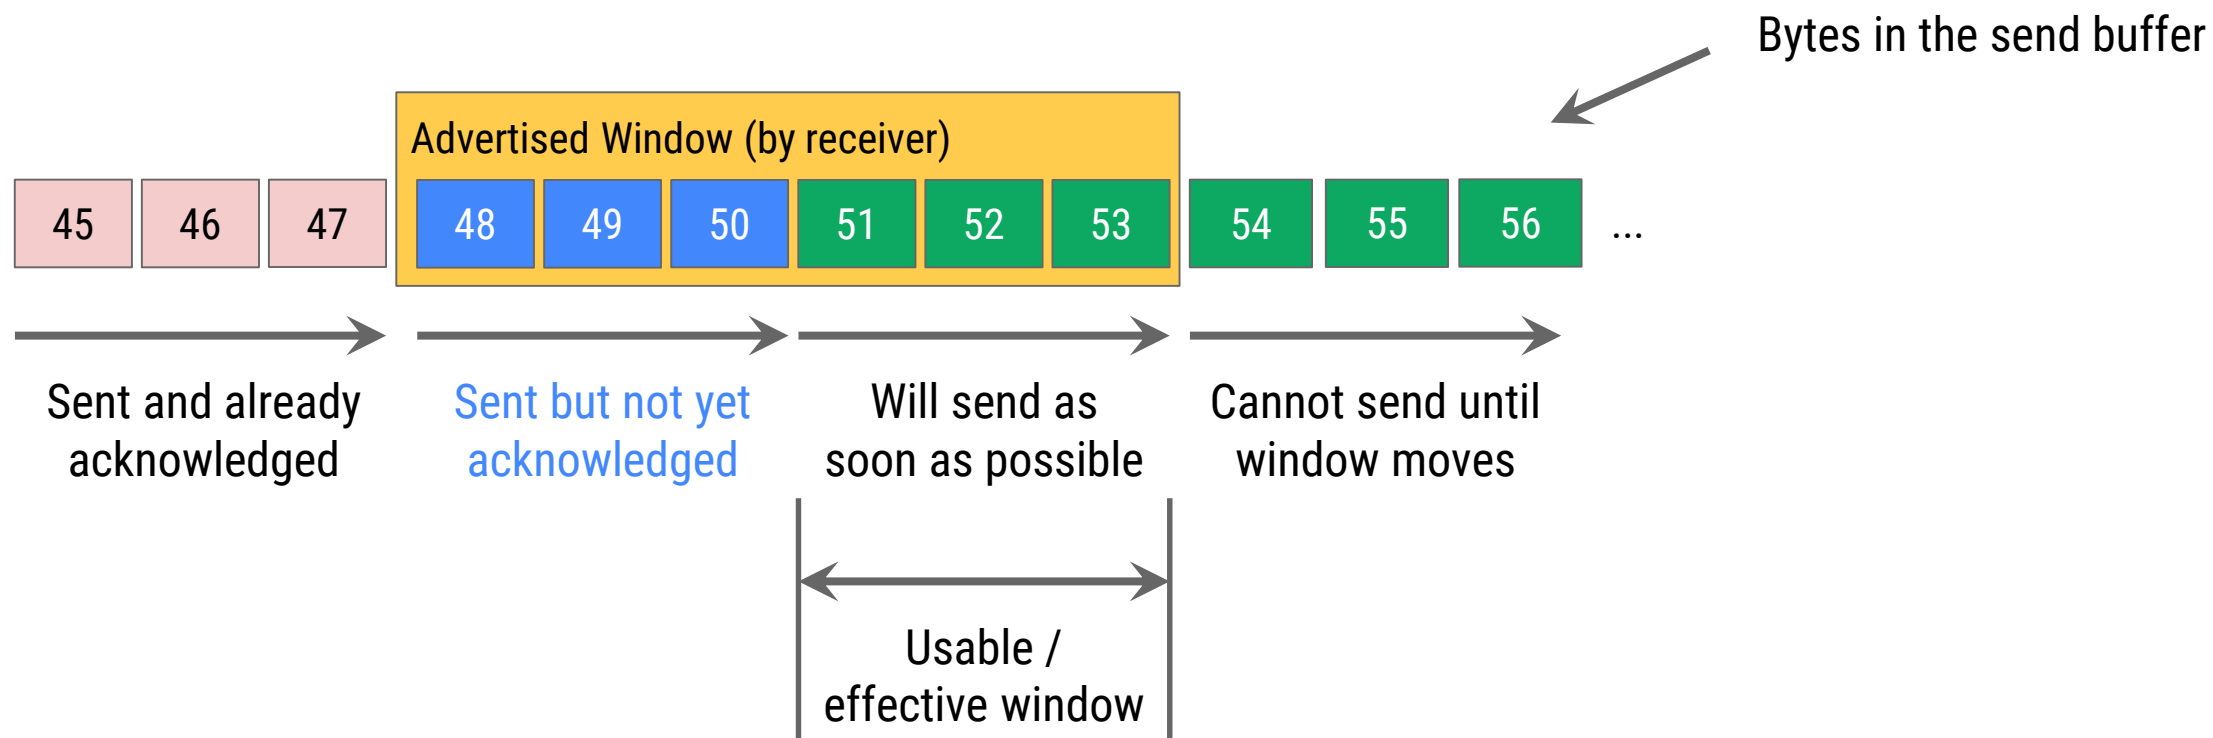 Bytes in the send buffer
Advertised Window (by receiver)
45 46 47 48 49 50 51 52 53 54 55 56 ...
Sent and already
acknowledged
Sent but not yet
acknowledged
Will send as
soon as possible
Cannot send until
window moves
Usable /
effective window